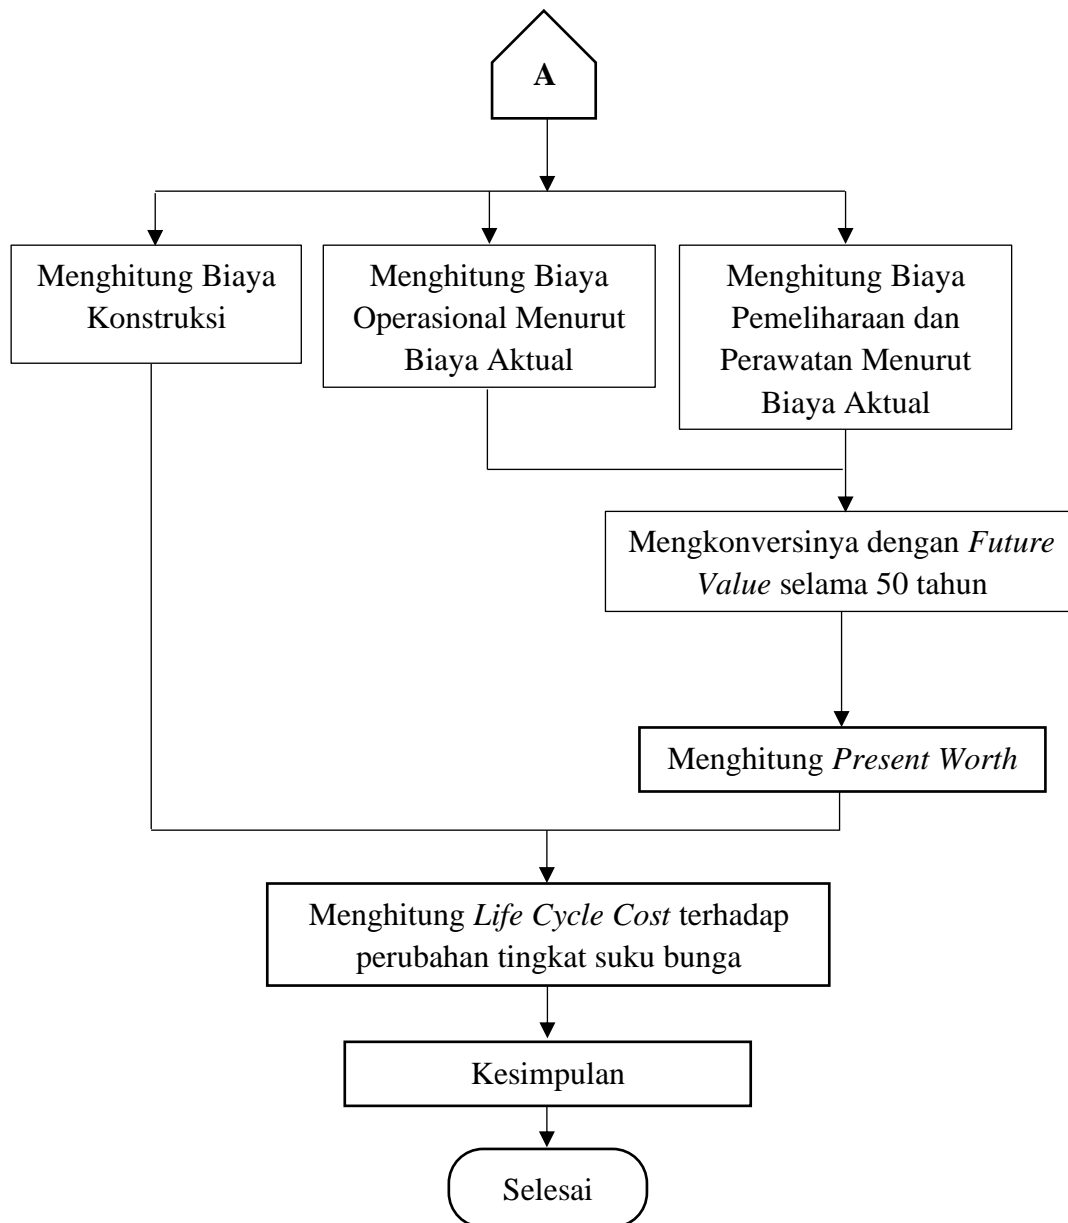 A
Menghitung Biaya
Konstruksi
Menghitung Biaya
Operasional Menurut
Biaya Aktual
Menghitung Biaya
Pemeliharaan dan
Perawatan Menurut
Biaya Aktual
Mengkonversinya dengan Future
Value selama 50 tahun
Menghitung Present Worth
Menghitung Life Cycle Cost terhadap
perubahan tingkat suku bunga
Kesimpulan
Selesai